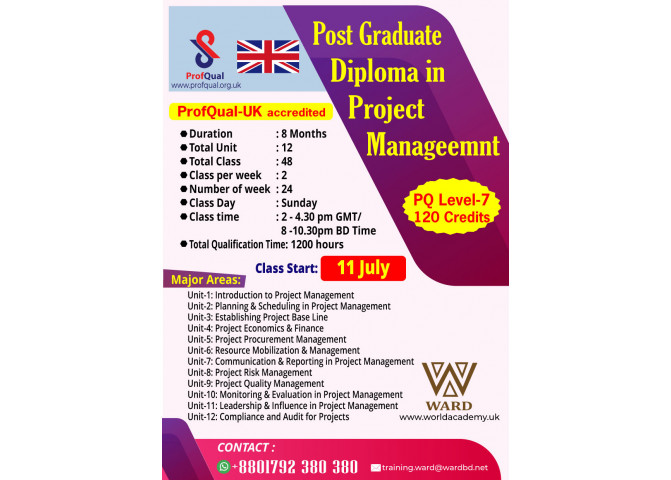 ProfQual
www.profqual.org.uk
Post Graduate
Diploma in
Project
Manageemnt
ProfQual-UK accredited
Duration : 8 Months
Total Unit : 12
Total Class : 48
Class per week : 2
Number of week : 24
Class Day : Sunday
Class time : 2 - 4.30 pm GMT/
8 -10.30pm BD Time
Total Qualification Time: 1200 hours
PQ Level-7
120 Credits
Class Start: 11 July
Major Areas:
Unit-1: Introduction to Project Management
Unit-2: Planning & Scheduling in Project Management
Unit-3: Establishing Project Base Line
Unit-4: Project Economics & Finance
Unit-5: Project Procurement Management
Unit-6: Resource Mobilization & Management
Unit-7: Communication & Reporting in Project Management
Unit-8: Project Risk Management
Unit-9: Project Quality Management
Unit-10: Monitoring & Evaluation in Project Management
Unit-11: Leadership & Influence in Project Management
Unit-12: Compliance and Audit for Projects
WARD
www.worldacademy.uk
CONTACT :
+8801792 380 380
training.ward@wardbd.net